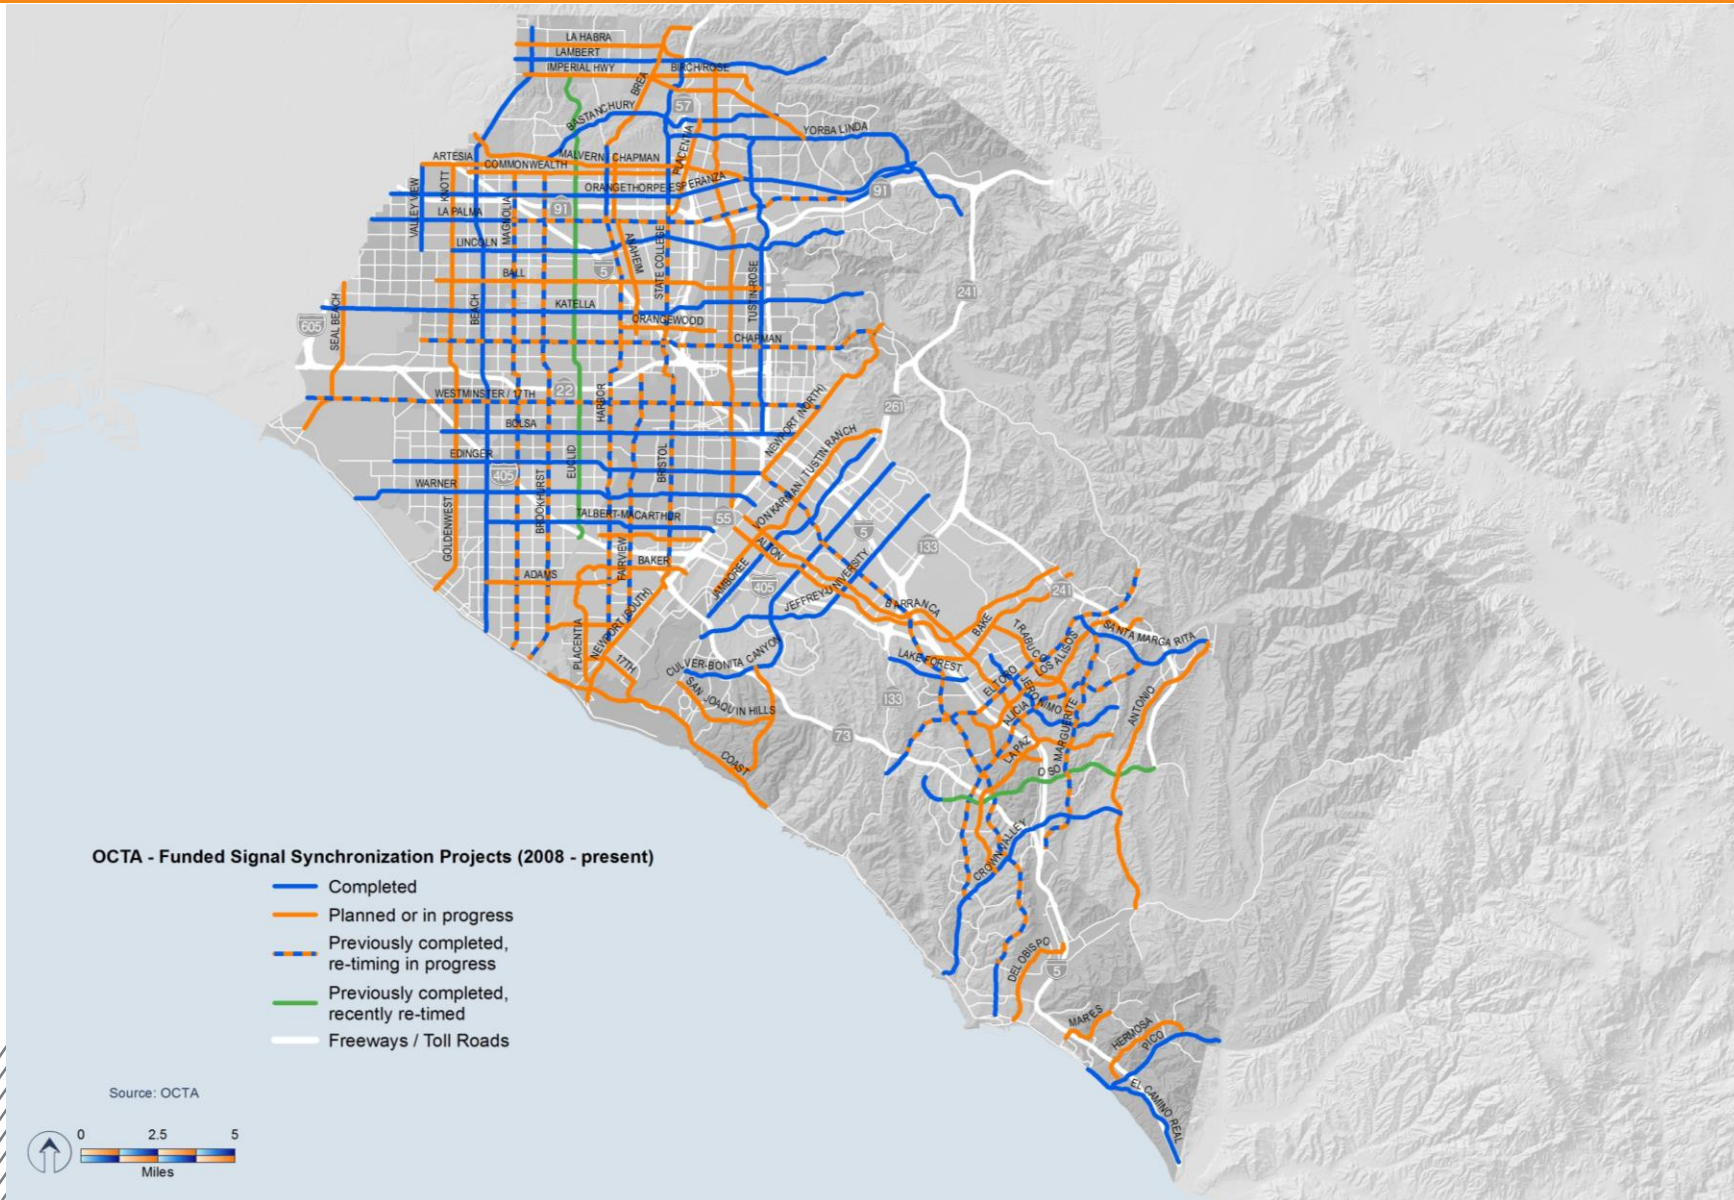 LA HABRA
LAMBERT
IMPERIAL HWY
BIRCH/ROSE
BREA
57
BASTANCHURY
PLACENTIA
YORBA LINDA
ARTESIA
MALVERN / CHAPMAN
COMMONWEALTH
ORANGETHORPE
ESPERANZA
91
VALLEY VIEW
KNOTT
LA PALMA
MAGNOLIA
91
LINCOLN
ANAHEIM
STATE COLLEGE
5
BALL
TUSTIN-ROSE
241
SEAL BEACH
BEACH
KATELLA
605
ORANGEWOOD
CHAPMAN
WESTMINSTER / 17TH
22
HARBOR
NEWPORT (NORTH)
261
BOLSA
EDINGER
405
EUCLID
BRISTOL
WARNER
BROOKHURST
GOLDENWEST
TALBERT-MACARTHUR
55
VON KARMAN / TUSTIN RANCH
5
133
FAIRVIEW
BAKER
ALTON
ADAMS
JAMBOREE
405
JEFFREY-UNIVERSITY
BARRANCA
241
BAKE
PLACENTIA
NEWPORT (SOUTH)
17TH
CULVER-BONITA CANYON
SAN JOAQUIN HILLS
LAKE FOREST
TRABUCO
LOS ALISOS
SANTA MARGARITA
EL TORO
JERONIMO
ALICIA
MARGUERITE
ANTONIO
133
73
COAST
LA PAZ
OSO
CROWN VALLEY
DEL OBISPO
5
MARES
HERMOSA
PICO
EL CAMINO REAL
OCTA - Funded Signal Synchronization Projects (2008 - present)
Completed
Planned or in progress
Previously completed,
re-timing in progress
Previously completed,
recently re-timed
Freeways / Toll Roads
Source: OCTA
0 2.5 5
Miles